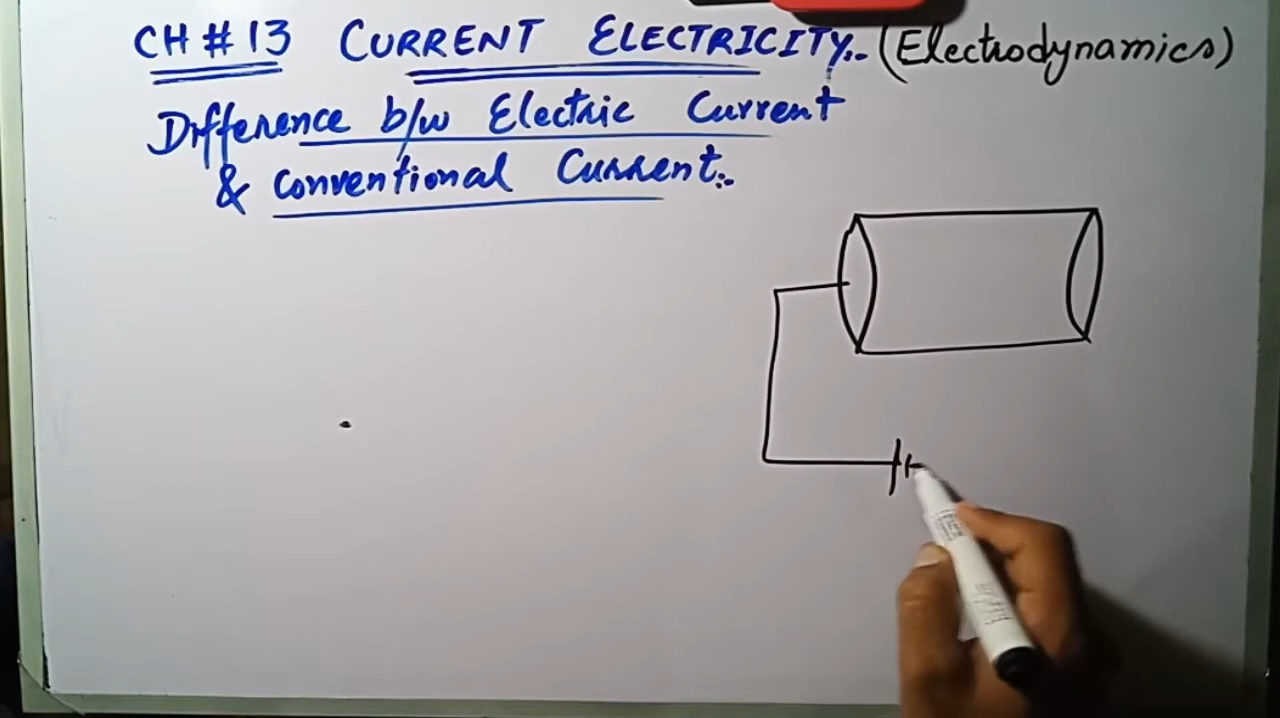 CH # 13 CURRENT ELECTRICITY.. (Electrodynamics)
Difference b/w Electric Current
& Conventional Current..